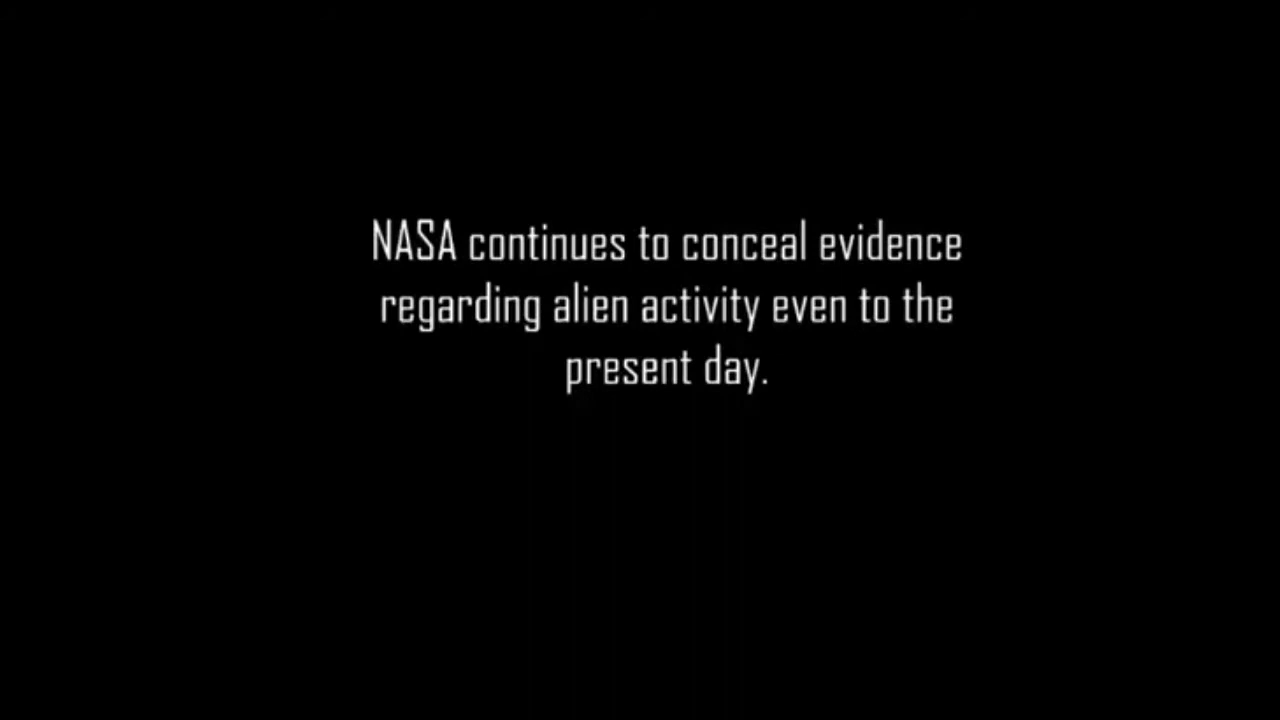 NASA continues to conceal evidence
regarding alien activity even to the
present day.